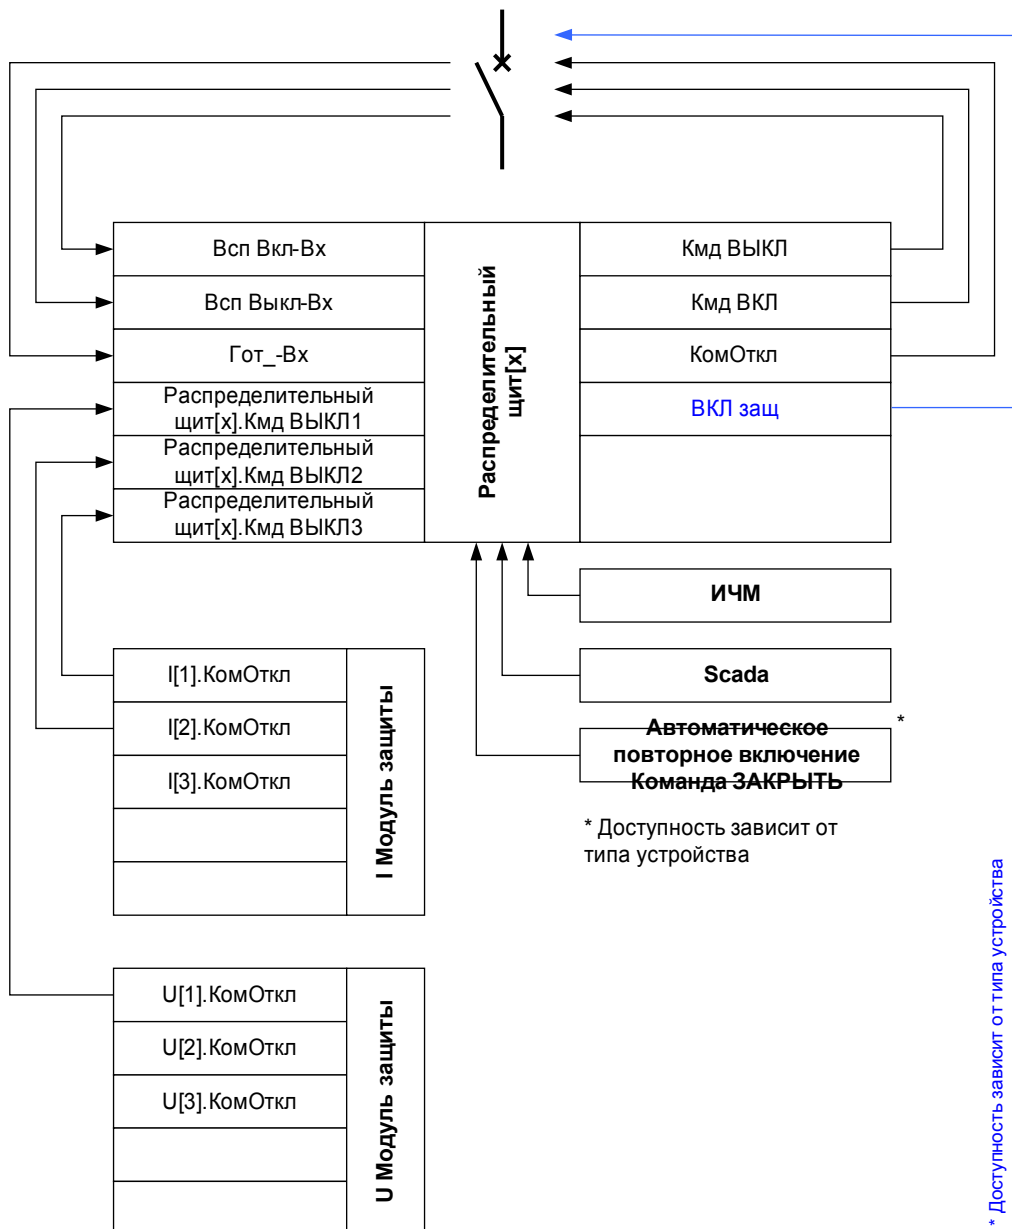 Всп Вкл-Вх
Всп Выкл-Вх
Гот_-Вх
Распределительный
щит[x].Кмд ВЫКЛ1
Распределительный
щит[x].Кмд ВЫКЛ2
Распределительный
щит[x].Кмд ВЫКЛ3
Распределительный
щит[x]
Кмд ВЫКЛ
Кмд ВКЛ
КомОткл
ВКЛ защ
ИЧМ
Scada
Автоматическое *
повторное включение
Команда ЗАКРЫТЬ
* Доступность зависит от
типа устройства
I[1].КомОткл
I[2].КомОткл
I[3].КомОткл
I Модуль защиты
U[1].КомОткл
U[2].КомОткл
U[3].КомОткл
U Модуль защиты
* Доступность зависит от типа устройства